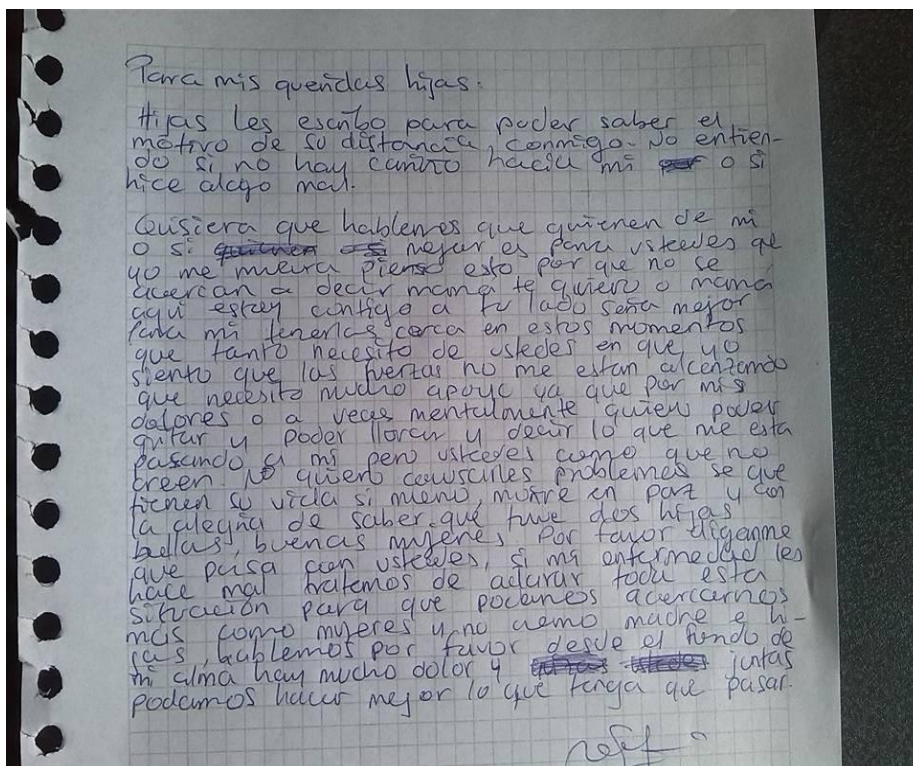 Para mis queridas hijas.
Hijas les escribo para poder saber el
motivo de su distancia, conmigo. No entien-
do si no hay cariño hacia mi o si
hice algo mal.
Quisiera que hablemos que quieren de mi
o si mejor es para ustedes qe
yo me muera pienso esto por que no se
acercan a decir mamá te quiero o mamá
aqui estoy contigo a tu lado seria mejor
para mi tenerlas cerca en estos momentos
que tanto necesito de ustedes en que yo
siento que las fuerzas no me estan alcanzando
que necesito mucho apoyo ya que por mis
dolores o a veces mentalmente quiero poder
gritar y poder llorar y decir lo que me esta
pasando a mi pero ustedes como que no
creen. No quiero causarles problemas se que
tienen su vida si muero, morire en paz y con
la alegria de saber que tuve dos hijas
bellas, buenas mujeres, Por favor diganme
que pasa con ustedes, si mi enfermedad les
hace mal tratemos de aclarar toda esta
situación para que podamos acercarnos
mas como mujeres y no como madre e hi-
jas, hablemos por favor desde el fondo de
mi alma hay mucho dolor y juntas
podamos hacer mejor lo que tenga que pasar.